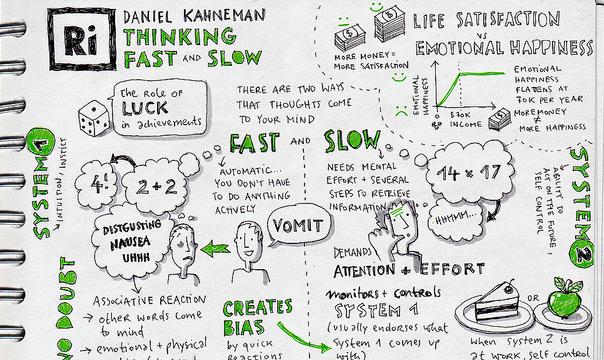 Ri
DANIEL KAHNEMAN
THINKING
FAST AND SLOW
LIFE SATISFACTION
vs
EMOTIONAL HAPPINESS
MORE MONEY =
MORE SATISFACTION
EMOTIONAL
HAPPINESS
$70K
INCOME
EMOTIONAL
HAPPINESS
FLATENS AT
70K PER YEAR
MORE MONEY
MORE HAPPINESS
The role of
LUCK
in achievements
THERE ARE TWO WAYS
THAT THOUGHTS COME
TO YOUR MIND
FAST AND SLOW
SYSTEM 1
INTUITION, INSTICT
4!
2+2
AUTOMATIC...
YOU DON'T HAVE
TO DO ANYTHING
ACTIVELY
NEEDS MENTAL
EFFORT + SEVERAL
STEPS TO RETRIEVE
INFORMATION
14 × 17
HHMMM...
SYSTEM 2
ABILITY TO
ACT ON THE FUTURE,
SELF CONTROL
DISTGUSTING
NAUSEA
UHHH
VOMIT
DEMANDS
ATTENTION + EFFORT
NO DOUBT
ASSOCIATIVE REACTION
→ other words come
to mind
→ emotional + physical
CREATES
BIAS
by quick
reactions
monitors + controls
SYSTEM 1
(usually endorses what
System 1 comes up
with)
OR
when system 2 is
at work, self control